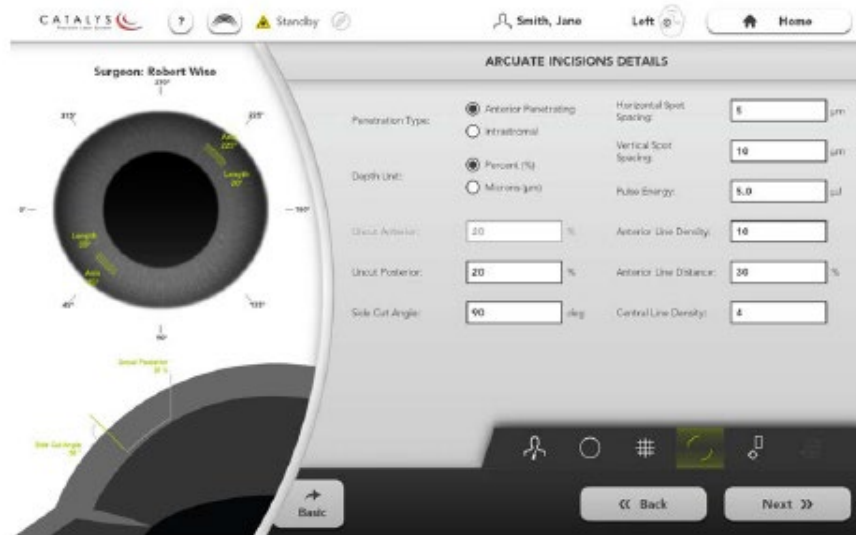 CATALYS
? Standby Smith, Jane Left Home
Surgeon: Robert Wise
ARCUATE INCISIONS DETAILS
270°
315°
225°
Axis
225°
Length
20°
0°
180°
Length
20°
Axis
45°
135°
90°
Uncut Posterior
20 %
Side Cut Angle
Penetration Type:
Anterior Penetrating
Intrastromal
Depth Unit:
Percent (%)
Microns (µm)
Uncut Anterior: 20 %
Uncut Posterior: 20 %
Side Cut Angle: 90 deg
Horizontal Spot
Spacing: 5 µm
Vertical Spot
Spacing: 10 µm
Pulse Energy: 5.0 µJ
Anterior Line Density: 10
Anterior Line Distance: 30 %
Central Line Density: 4
Basic
Back
Next